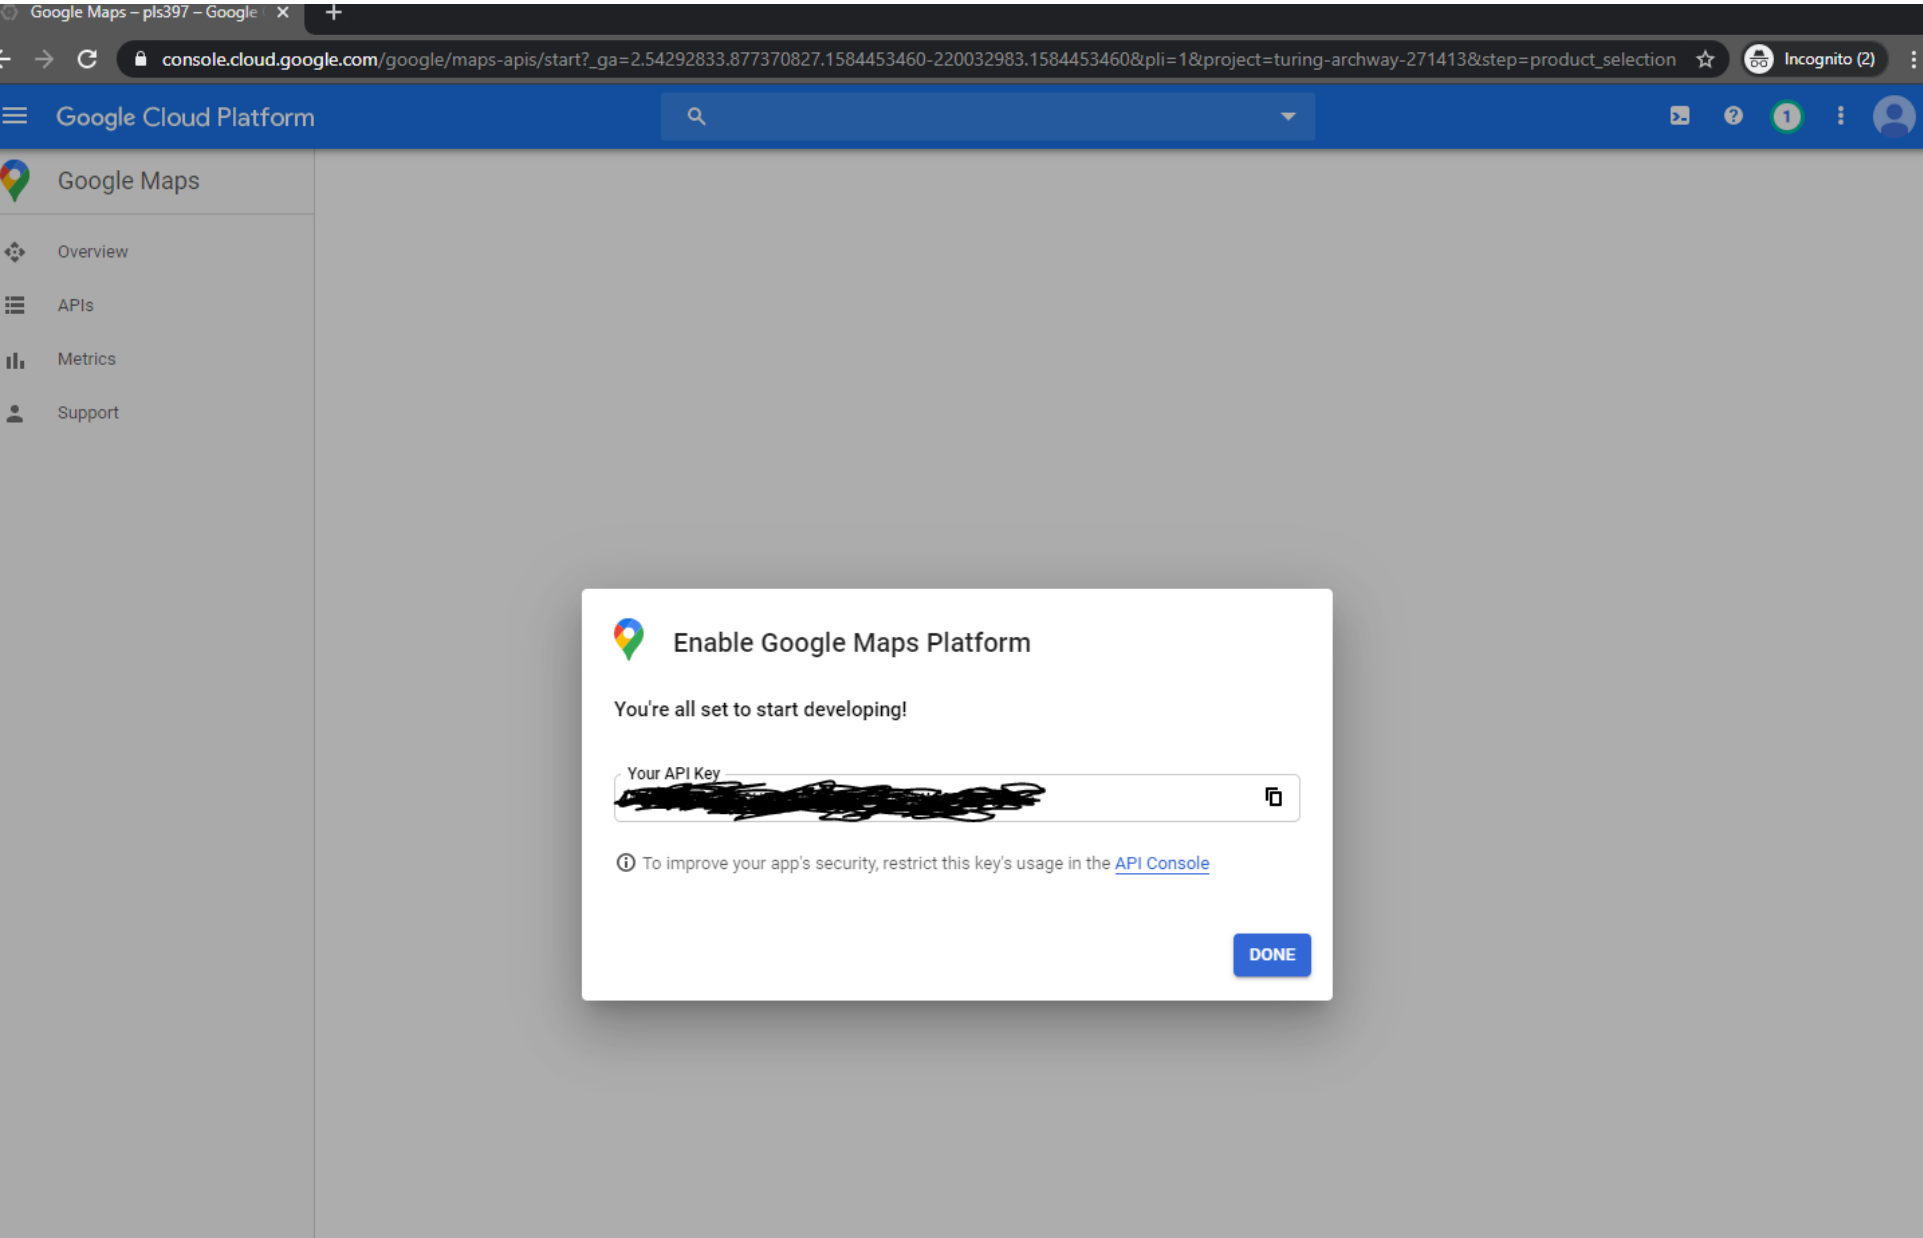 Google Maps – pls397 – Google
console.cloud.google.com/google/maps-apis/start?_ga=2.54292833.877370827.1584453460-220032983.1584453460&pli=1&project=turing-archway-271413&step=product_selection
Incognito (2)
Google Cloud Platform
1
Google Maps
Overview
APIs
Metrics
Support
Enable Google Maps Platform
You're all set to start developing!
Your API Key
To improve your app's security, restrict this key's usage in the API Console
DONE